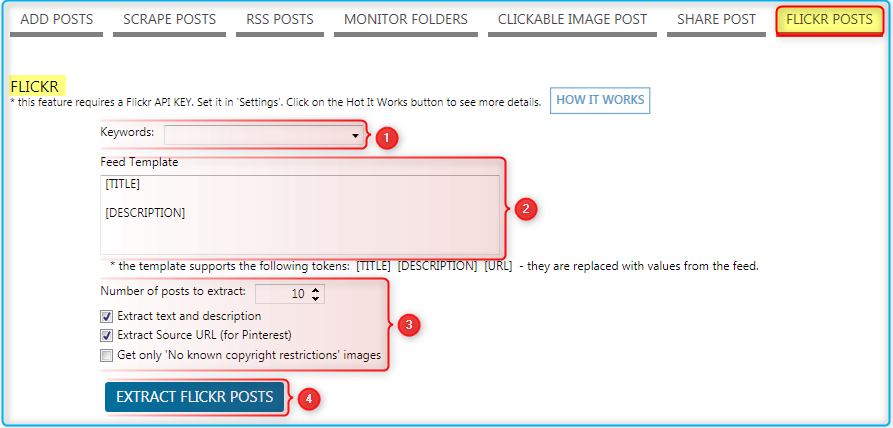 ADD POSTS SCRAPE POSTS RSS POSTS MONITOR FOLDERS CLICKABLE IMAGE POST SHARE POST FLICKR POSTS
FLICKR
* this feature requires a Flickr API KEY. Set it in 'Settings'. Click on the Hot It Works button to see more details. HOW IT WORKS
Keywords: 1
Feed Template
[TITLE]
[DESCRIPTION] 2
* the template supports the following tokens: [TITLE] [DESCRIPTION] [URL] - they are replaced with values from the feed.
Number of posts to extract: 10
Extract text and description 3
Extract Source URL (for Pinterest)
Get only 'No known copyright restrictions' images
EXTRACT FLICKR POSTS 4